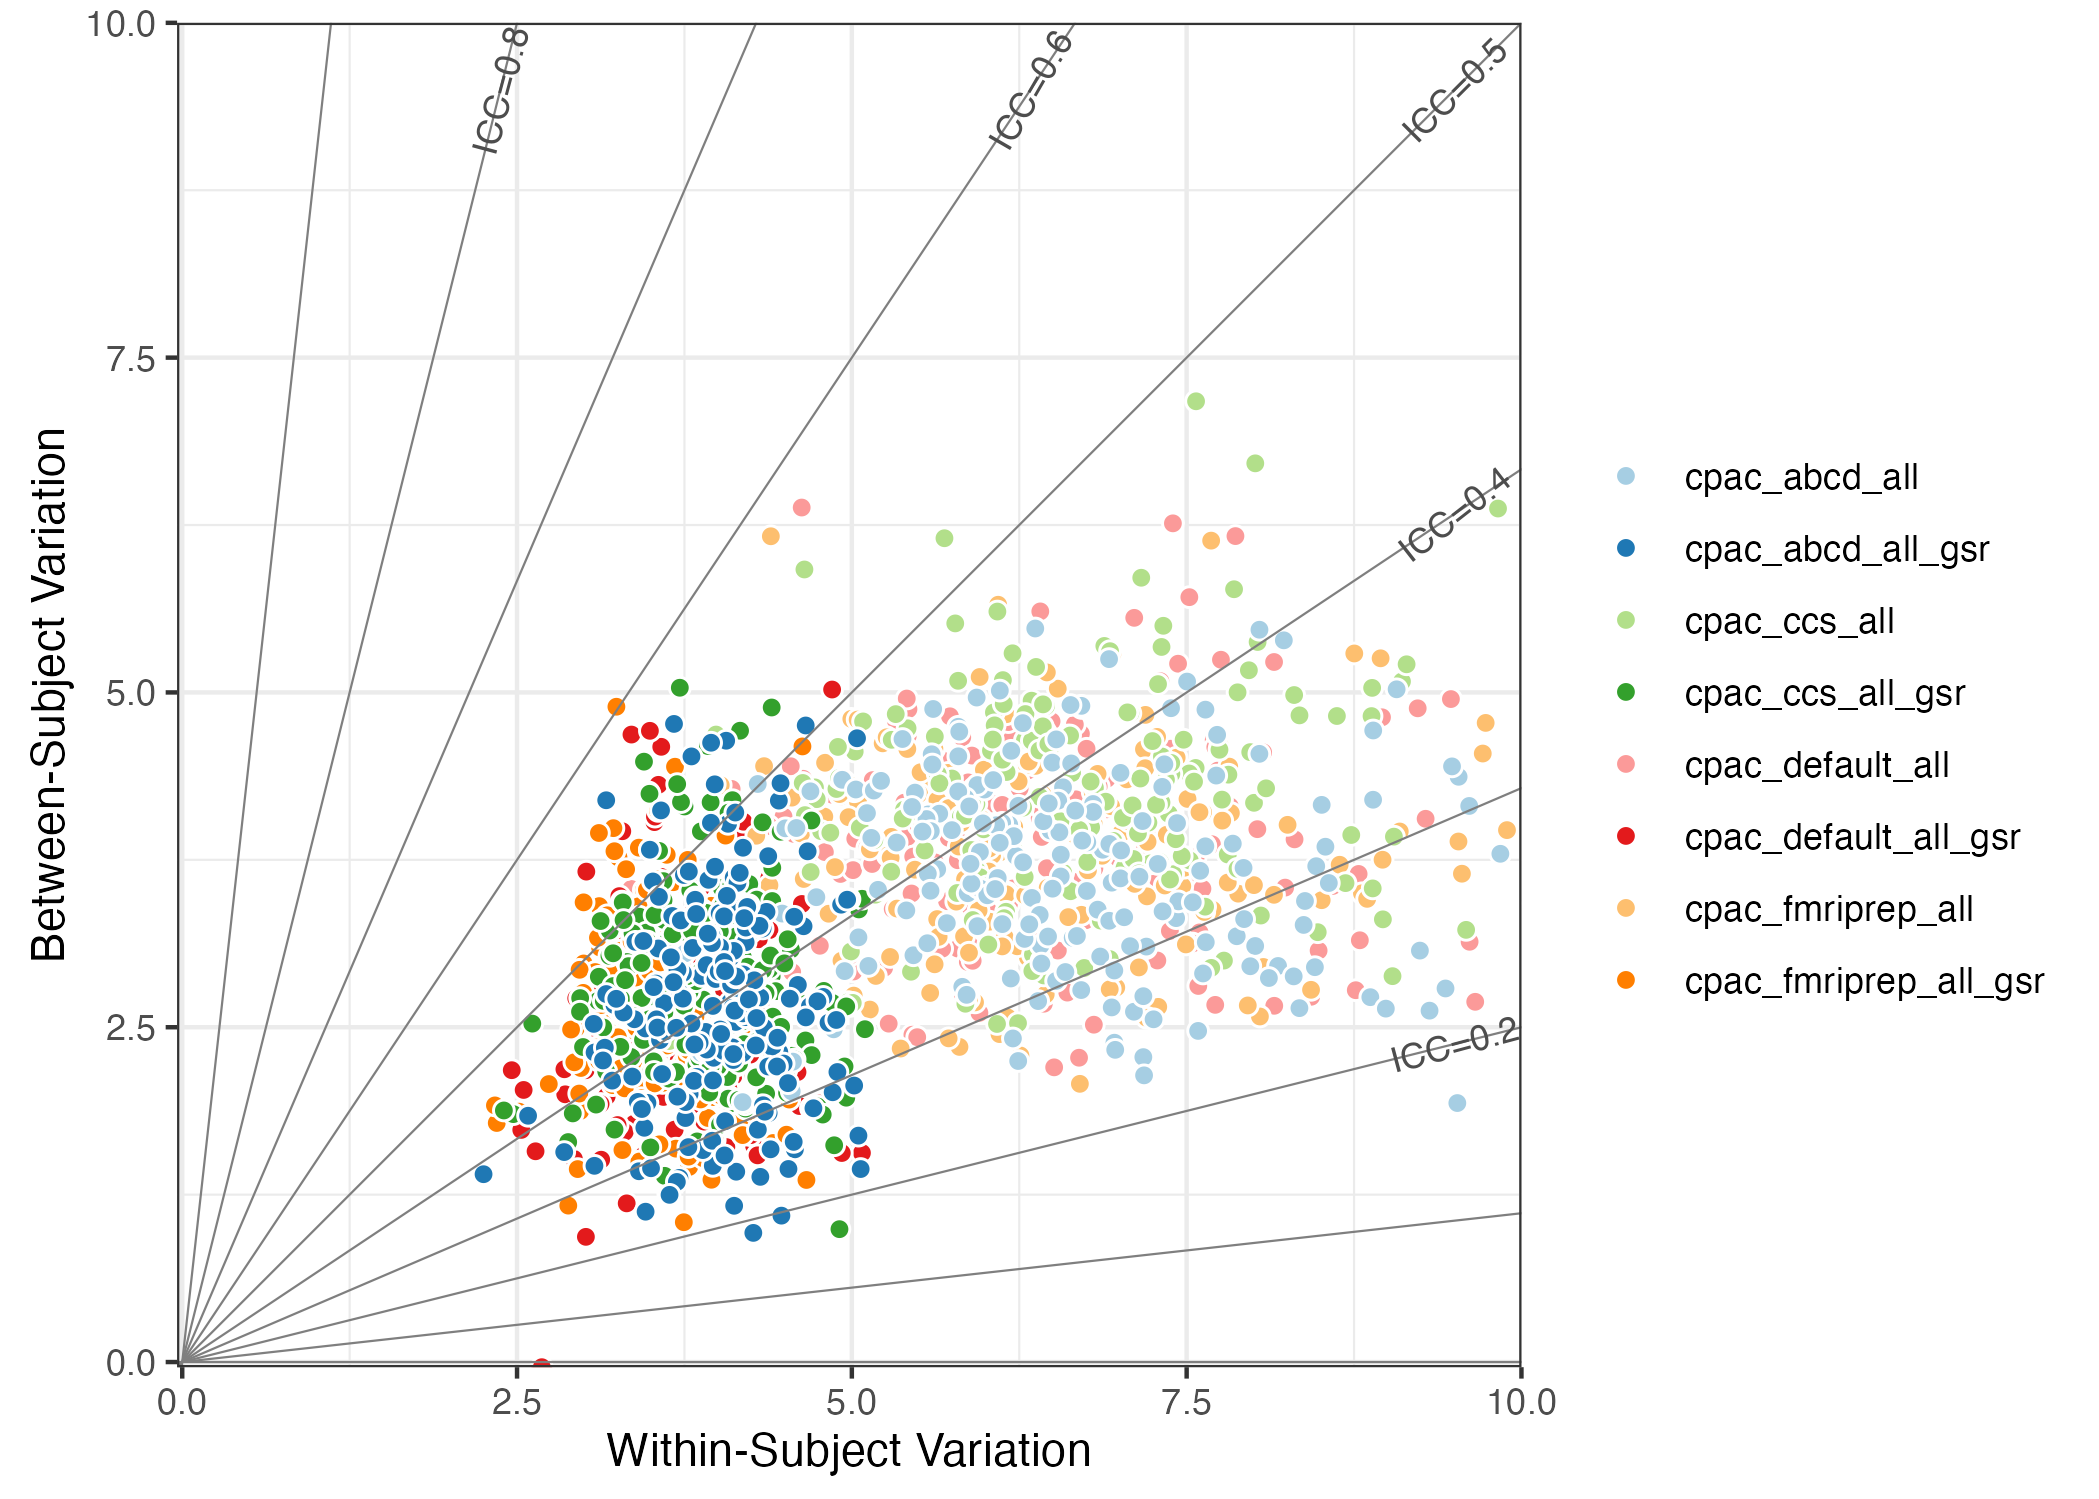 10.0
7.5
5.0
2.5
0.0
0.0
2.5
5.0
7.5
10.0
Between-Subject Variation
Within-Subject Variation
ICC=0.8
ICC=0.6
ICC=0.5
ICC=0.4
ICC=0.2
cpac_abcd_all
cpac_abcd_all_gsr
cpac_ccs_all
cpac_ccs_all_gsr
cpac_default_all
cpac_default_all_gsr
cpac_fmriprep_all
cpac_fmriprep_all_gsr